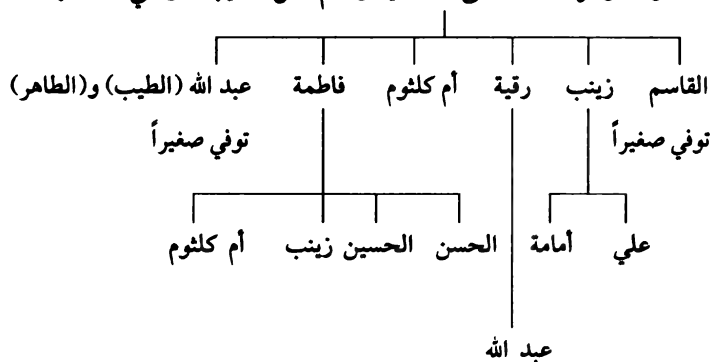 القاسم زينب رقية أم كلثوم فاطمة عبد الله (الطيب) و(الطاهر)
توفي صغيراً توفي صغيراً
علي أمامة الحسن الحسين زينب أم كلثوم
عبد الله